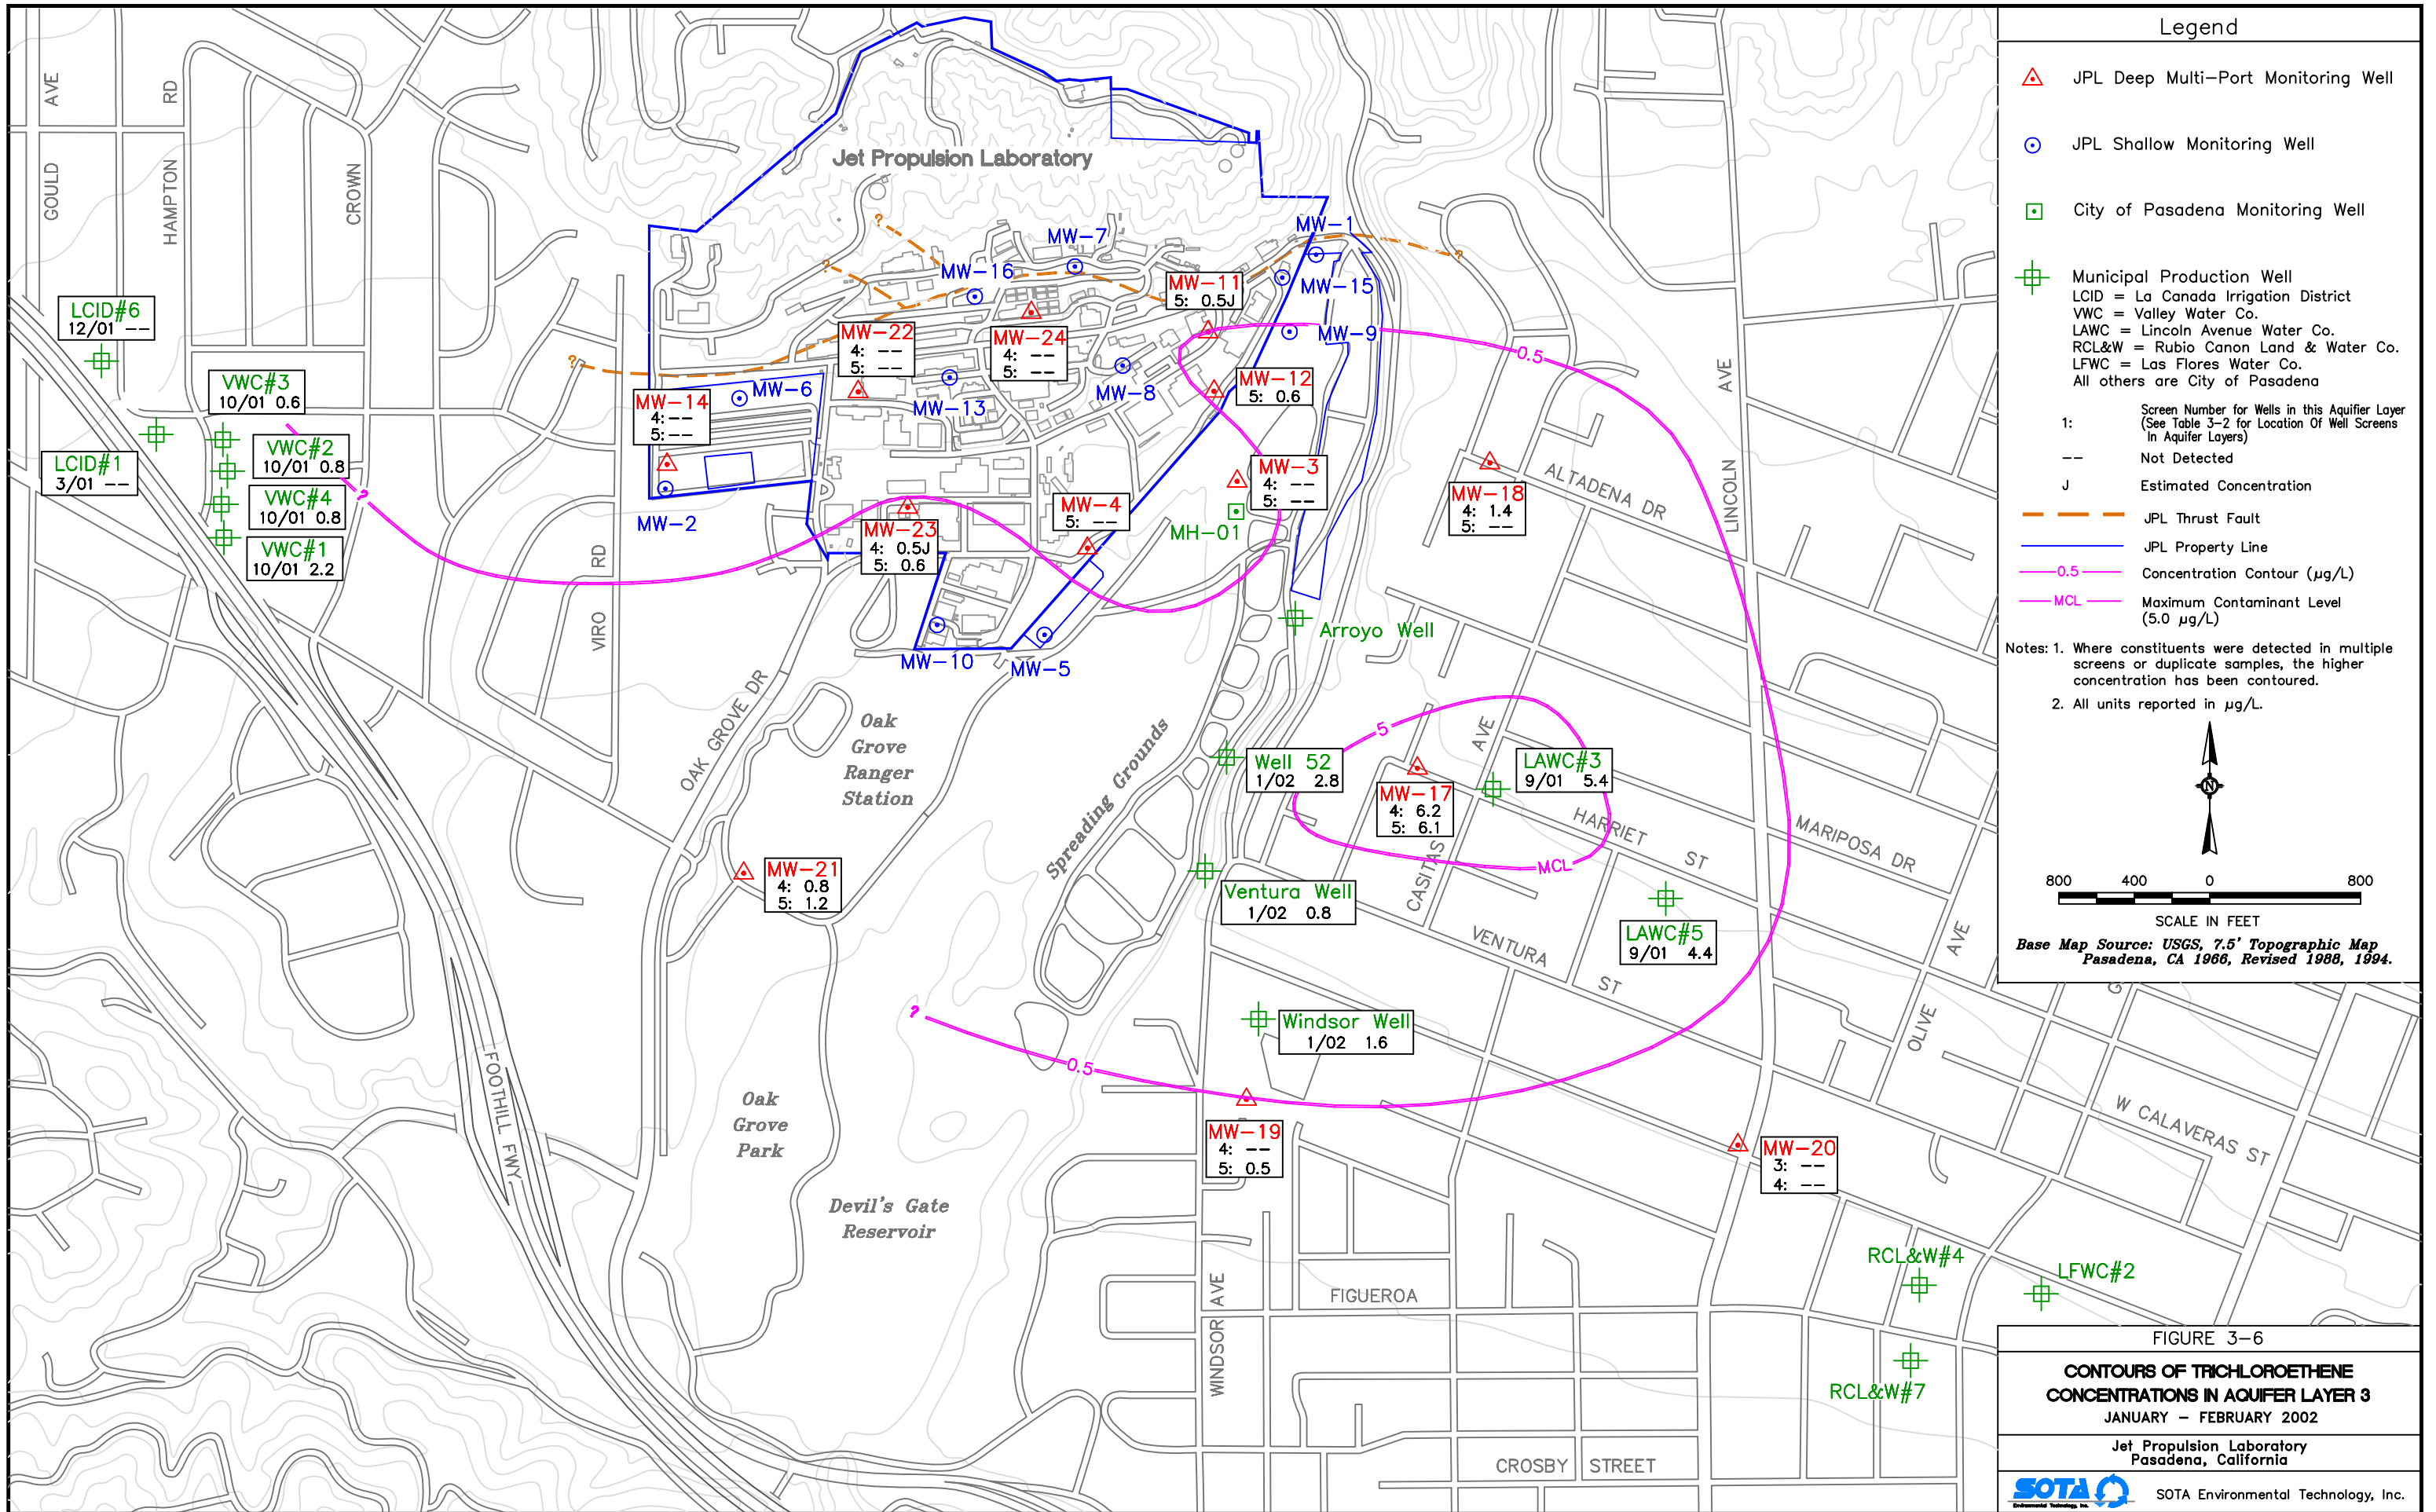 GOULD AVE
HAMPTON RD
CROWN
Jet Propulsion Laboratory
MW-1
MW-7
MW-16
MW-15
MW-11
5: 0.5J
MW-9
LCID#6
12/01 --
MW-22
4: --
5: --
MW-24
4: --
5: --
0.5
?
?
?
?
MW-12
5: 0.6
VWC#3
10/01 0.6
MW-14
4:--
5:--
MW-6
MW-13
MW-8
VWC#2
10/01 0.8
LCID#1
3/01 --
VWC#4
10/01 0.8
VWC#1
10/01 2.2
?
MW-2
MW-23
4: 0.5J
5: 0.6
MW-4
5: --
MW-3
4: --
5: --
MH-01
MW-18
4: 1.4
5: --
ALTADENA DR
LINCOLN AVE
VIRO RD
MW-10
MW-5
Arroyo Well
OAK GROVE DR
Oak
Grove
Ranger
Station
Spreading Grounds
5
CASITAS AVE
Well 52
1/02 2.8
MW-17
4: 6.2
5: 6.1
LAWC#3
9/01 5.4
HARRIET ST
MARIPOSA DR
MCL
MW-21
4: 0.8
5: 1.2
Ventura Well
1/02 0.8
VENTURA ST
LAWC#5
9/01 4.4
?
0.5
Windsor Well
1/02 1.6
OLIVE AVE
G
FOOTHILL FWY
Oak
Grove
Park
MW-19
4: --
5: 0.5
MW-20
3: --
4: --
W CALAVERAS ST
Devil's Gate
Reservoir
RCL&W#4
LFWC#2
WINDSOR AVE
FIGUEROA
RCL&W#7
CROSBY STREET
Legend
JPL Deep Multi-Port Monitoring Well
JPL Shallow Monitoring Well
City of Pasadena Monitoring Well
Municipal Production Well
LCID = La Canada Irrigation District
VWC = Valley Water Co.
LAWC = Lincoln Avenue Water Co.
RCL&W = Rubio Canon Land & Water Co.
LFWC = Las Flores Water Co.
All others are City of Pasadena
1: Screen Number for Wells in this Aquifier Layer
(See Table 3-2 for Location Of Well Screens
In Aquifer Layers)
-- Not Detected
J Estimated Concentration
JPL Thrust Fault
JPL Property Line
0.5 Concentration Contour (µg/L)
MCL Maximum Contaminant Level
(5.0 µg/L)
Notes: 1. Where constituents were detected in multiple
screens or duplicate samples, the higher
concentration has been contoured.
2. All units reported in µg/L.
N
800 400 0 800
SCALE IN FEET
Base Map Source: USGS, 7.5' Topographic Map
Pasadena, CA 1966, Revised 1988, 1994.
FIGURE 3-6
CONTOURS OF TRICHLOROETHENE
CONCENTRATIONS IN AQUIFER LAYER 3
JANUARY - FEBRUARY 2002
Jet Propulsion Laboratory
Pasadena, California
SOTA
Environmental Technology, Inc.
SOTA Environmental Technology, Inc.